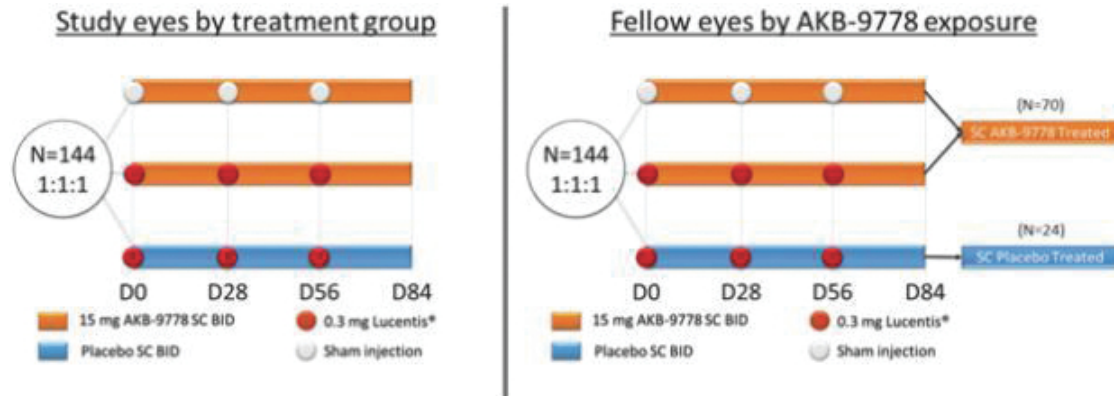 Study eyes by treatment group
N=144
1:1:1
D0 D28 D56 D84
15 mg AKB-9778 SC BID
0.3 mg Lucentis®
Placebo SC BID
Sham injection
Fellow eyes by AKB-9778 exposure
N=144
1:1:1
(N=70)
SC AKB-9778 Treated
(N=24)
SC Placebo Treated
D0 D28 D56 D84
15 mg AKB-9778 SC BID
0.3 mg Lucentis®
Placebo SC BID
Sham injection